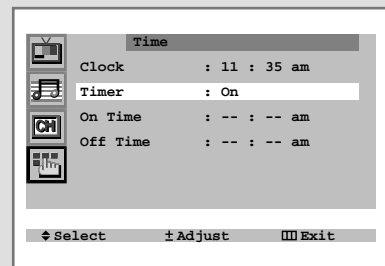 Time
Clock : 11 : 35 am
Timer : On
CH
On Time : -- : -- am
Off Time : -- : -- am
Select ± Adjust Exit